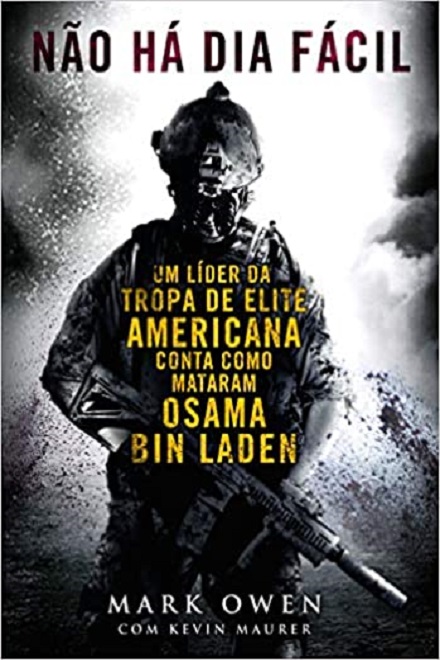 NÃO HÁ DIA FÁCIL
UM LÍDER DA
TROPA DE ELITE
AMERICANA
CONTA COMO
MATARAM
OSAMA
BIN LADEN
MARK OWEN
COM KEVIN MAURER